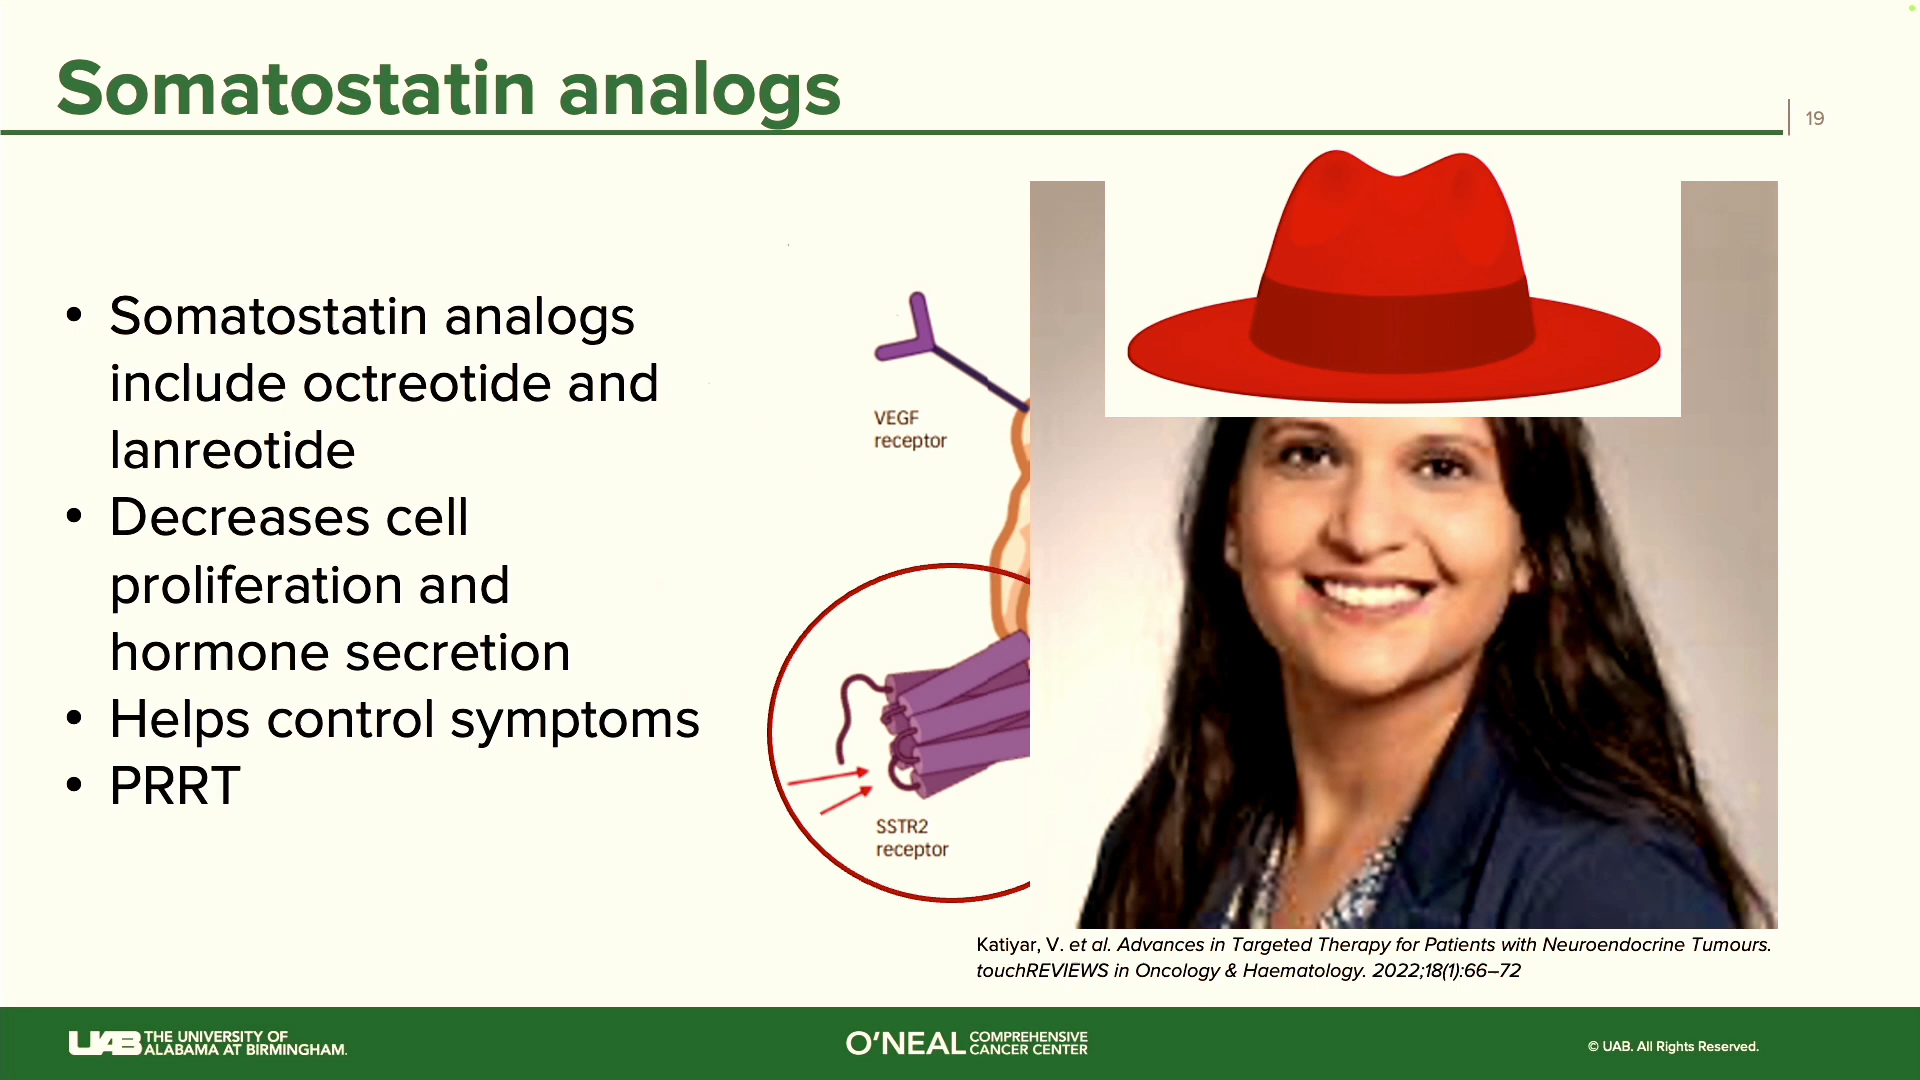 Somatostatin analogs
19
• Somatostatin analogs
include octreotide and
lanreotide
• Decreases cell
proliferation and
hormone secretion
• Helps control symptoms
• PRRT
VEGF
receptor
SSTR2
receptor
Katiyar, V. et al. Advances in Targeted Therapy for Patients with Neuroendocrine Tumours.
touchREVIEWS in Oncology & Haematology. 2022;18(1):66–72
UAB THE UNIVERSITY OF
ALABAMA AT BIRMINGHAM.
O’NEAL COMPREHENSIVE
CANCER CENTER
© UAB. All Rights Reserved.